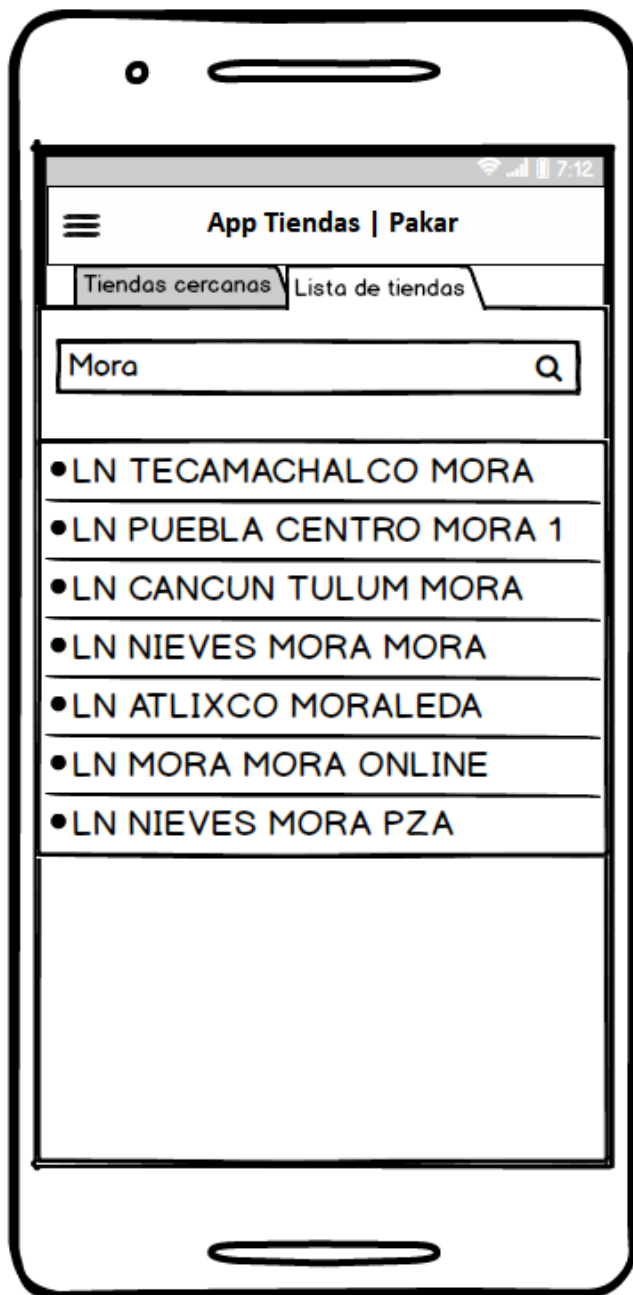 7:12
App Tiendas | Pakar
Tiendas cercanas Lista de tiendas
Mora
LN TECAMACHALCO MORA
LN PUEBLA CENTRO MORA 1
LN CANCUN TULUM MORA
LN NIEVES MORA MORA
LN ATLIXCO MORALEDA
LN MORA MORA ONLINE
LN NIEVES MORA PZA